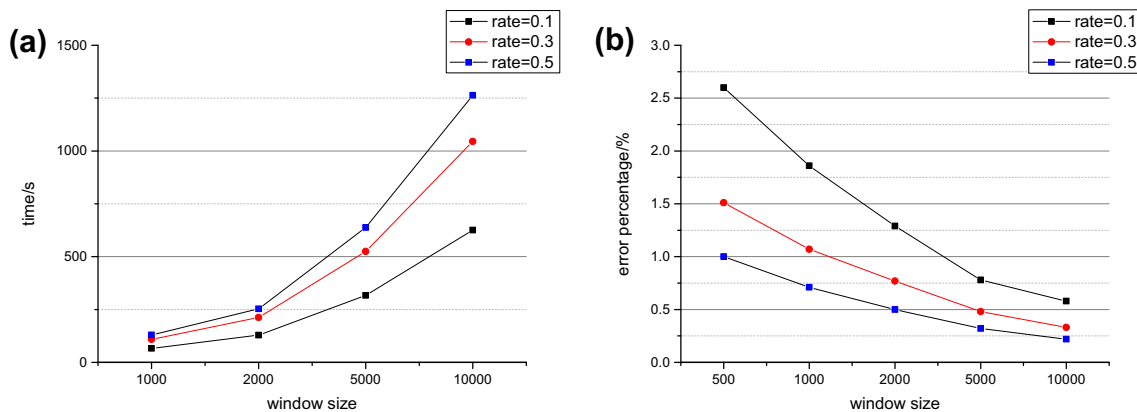 (a)
rate=0.1
rate=0.3
rate=0.5
1500
1000
500
0
time/s
1000 2000 5000 10000
window size
(b)
rate=0.1
rate=0.3
rate=0.5
3.0
2.5
2.0
1.5
1.0
0.5
0.0
error percentage/%
500 1000 2000 5000 10000
window size